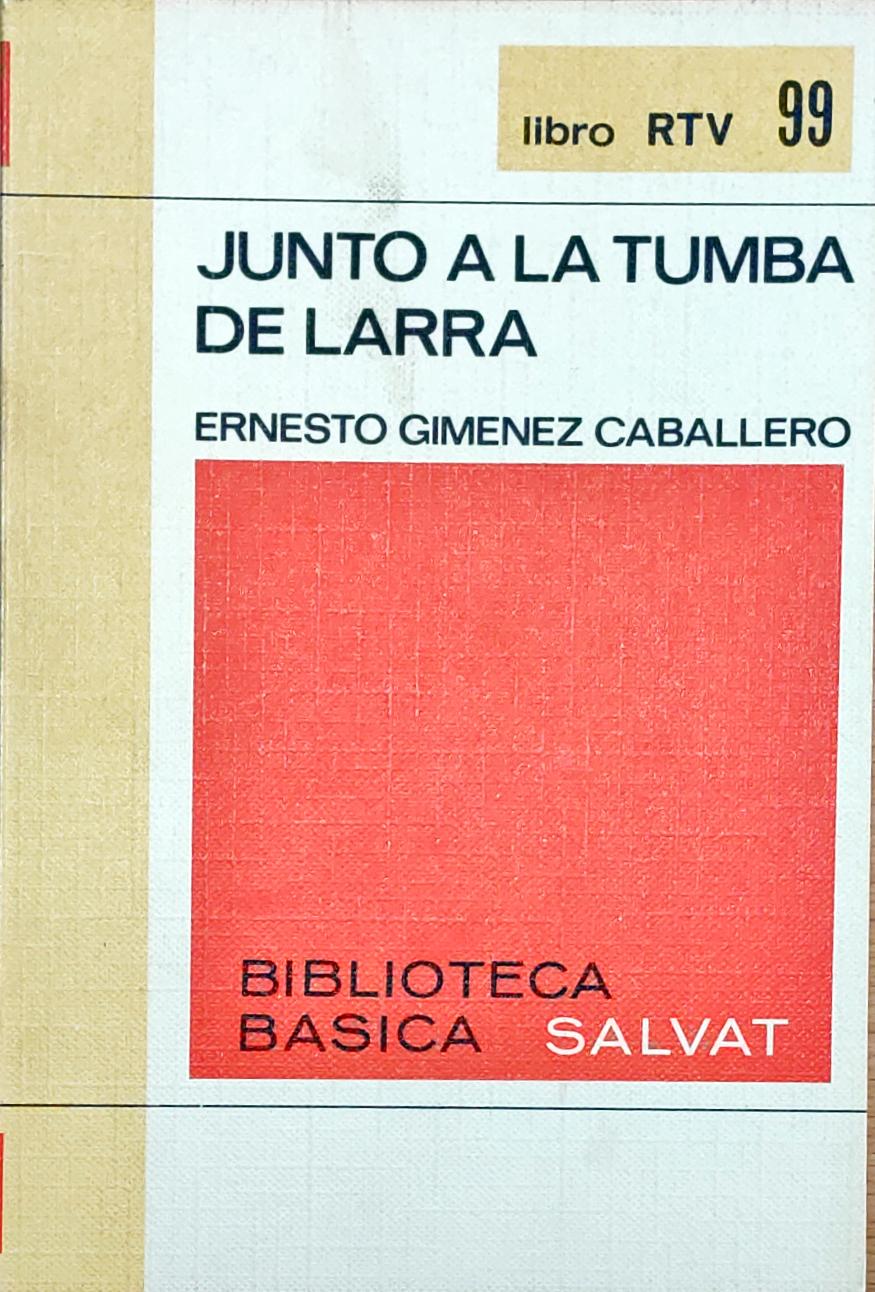 libro RTV 99
JUNTO A LA TUMBA
DE LARRA
ERNESTO GIMENEZ CABALLERO
BIBLIOTECA
BASICA SALVAT